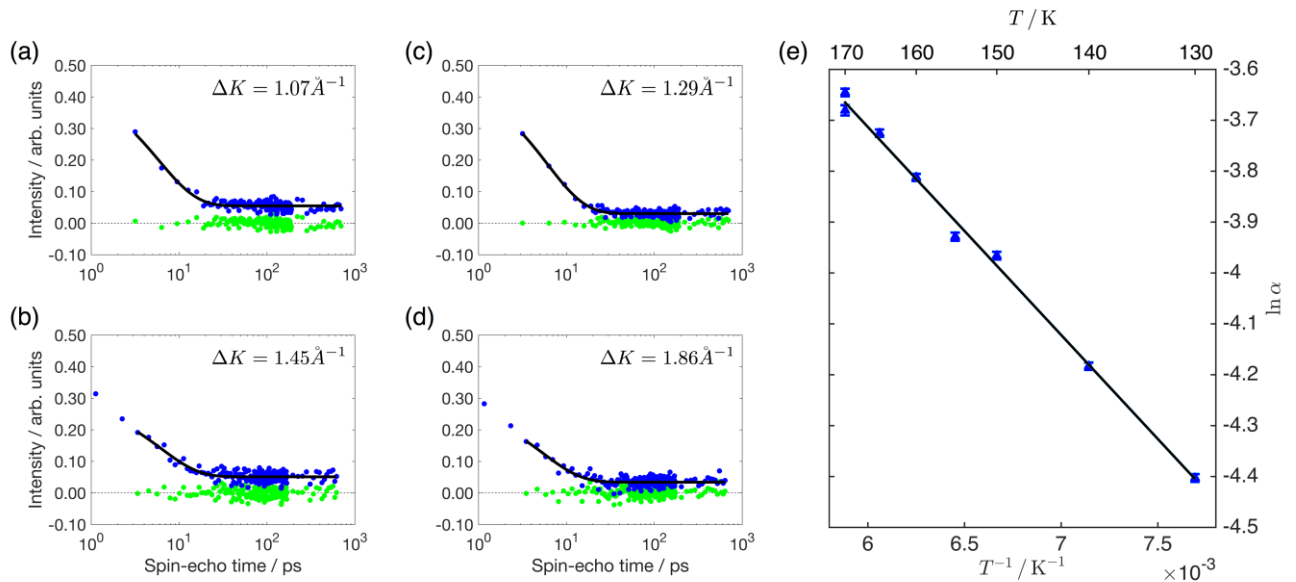 (a)
0.50
0.40
0.30
0.20
0.10
0.00
-0.10
Intensity / arb. units
ΔK = 1.07Å⁻¹
10⁰ 10¹ 10² 10³
(c)
0.50
0.40
0.30
0.20
0.10
0.00
-0.10
ΔK = 1.29Å⁻¹
10⁰ 10¹ 10² 10³
(b)
0.50
0.40
0.30
0.20
0.10
0.00
-0.10
Intensity / arb. units
ΔK = 1.45Å⁻¹
10⁰ 10¹ 10² 10³
Spin-echo time / ps
(d)
0.50
0.40
0.30
0.20
0.10
0.00
-0.10
ΔK = 1.86Å⁻¹
10⁰ 10¹ 10² 10³
Spin-echo time / ps
(e)
T / K
170 160 150 140 130
-3.6
-3.7
-3.8
-3.9
-4
-4.1
-4.2
-4.3
-4.4
-4.5
ln α
6 6.5 7 7.5
T⁻¹ / K⁻¹
×10⁻³